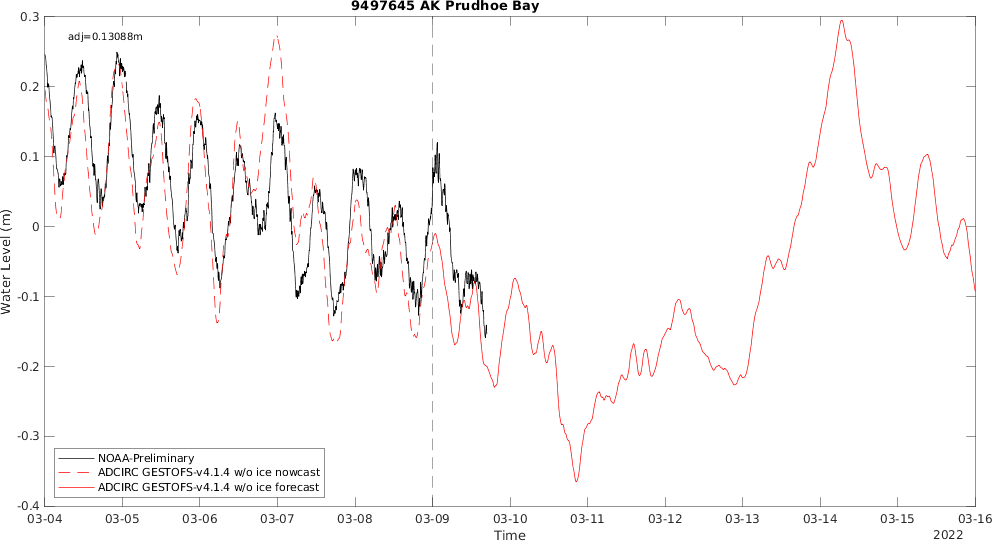 9497645 AK Prudhoe Bay
adj=0.13088m
0.3
0.2
0.1
0
-0.1
-0.2
-0.3
-0.4
Water Level (m)
NOAA-Preliminary
ADCIRC GESTOFS-v4.1.4 w/o ice nowcast
ADCIRC GESTOFS-v4.1.4 w/o ice forecast
03-04 03-05 03-06 03-07 03-08 03-09 03-10 03-11 03-12 03-13 03-14 03-15 03-16
Time
2022